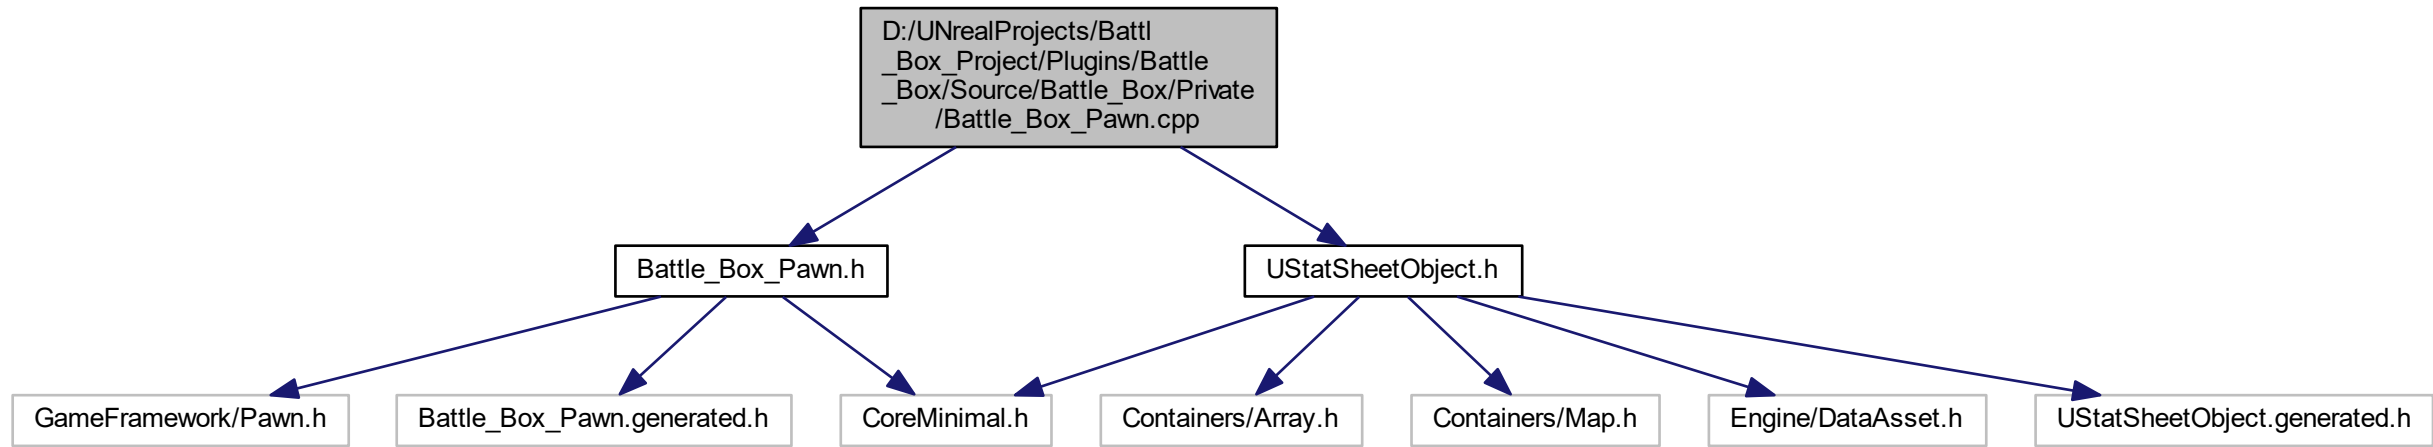 D:/UNrealProjects/Battl
_Box_Project/Plugins/Battle
_Box/Source/Battle_Box/Private
/Battle_Box_Pawn.cpp
Battle_Box_Pawn.h
UStatSheetObject.h
GameFramework/Pawn.h
Battle_Box_Pawn.generated.h
CoreMinimal.h
Containers/Array.h
Containers/Map.h
Engine/DataAsset.h
UStatSheetObject.generated.h